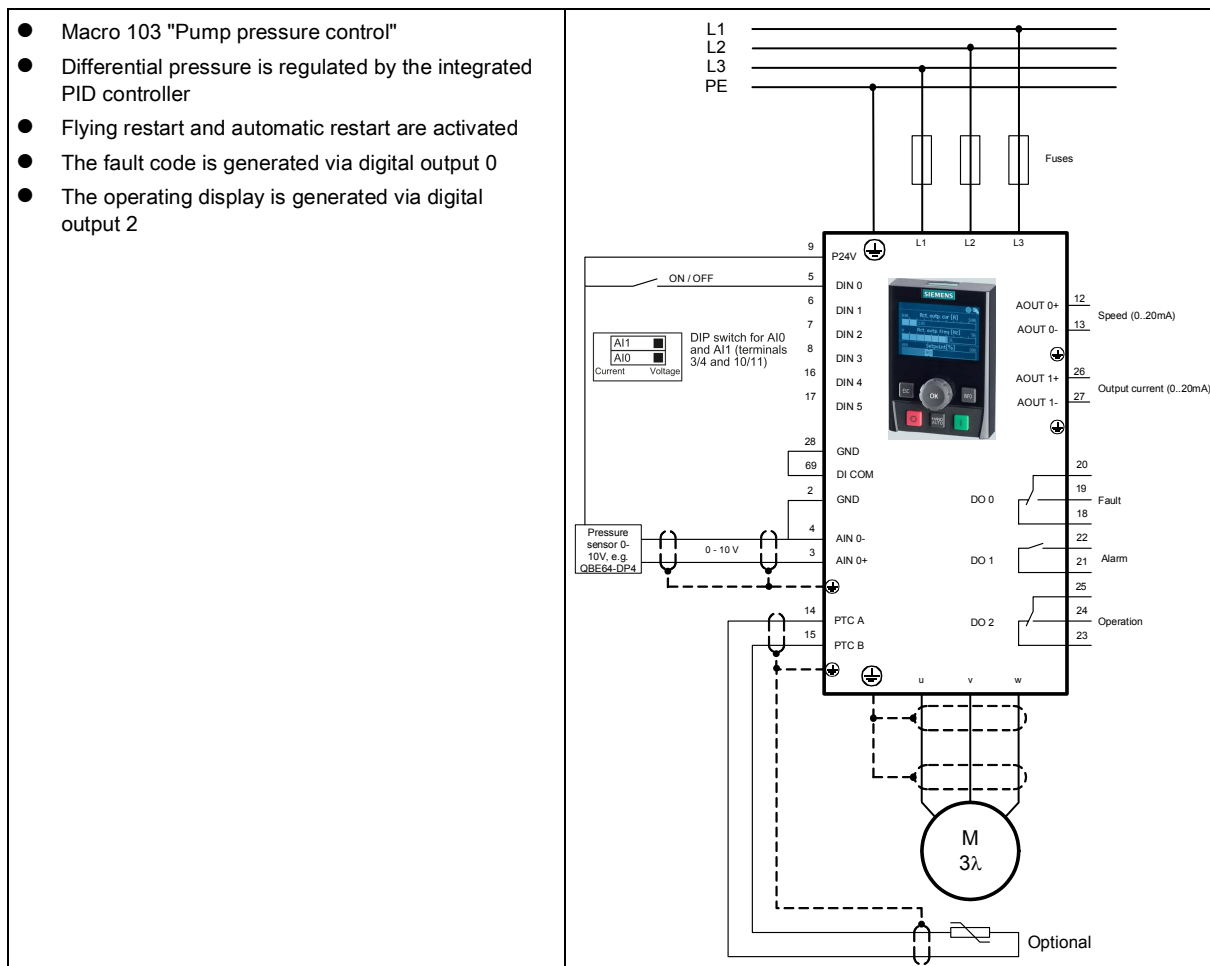 ● Macro 103 "Pump pressure control"
● Differential pressure is regulated by the integrated
PID controller
● Flying restart and automatic restart are activated
● The fault code is generated via digital output 0
● The operating display is generated via digital
output 2
L1
L2
L3
PE
Fuses
L1 L2 L3
9 P24V
ON / OFF
5 DIN 0
6 DIN 1
7 DIN 2
8 DIN 3
16 DIN 4
17 DIN 5
AI1
AI0
Current Voltage
DIP switch for AI0
and AI1 (terminals
3/4 and 10/11)
28 GND
69 DI COM
2 GND
4 AIN 0-
3 AIN 0+
Pressure
sensor 0-
10V, e.g.
QBE64-DP4
0 - 10 V
14 PTC A
15 PTC B
SIEMENS
OK
AOUT 0+ 12
AOUT 0- 13
Speed (0..20mA)
AOUT 1+ 26
AOUT 1- 27
Output current (0..20mA)
20
DO 0 19 Fault
18
22
DO 1 21 Alarm
25
DO 2 24 Operation
23
u v w
M
3λ
Optional